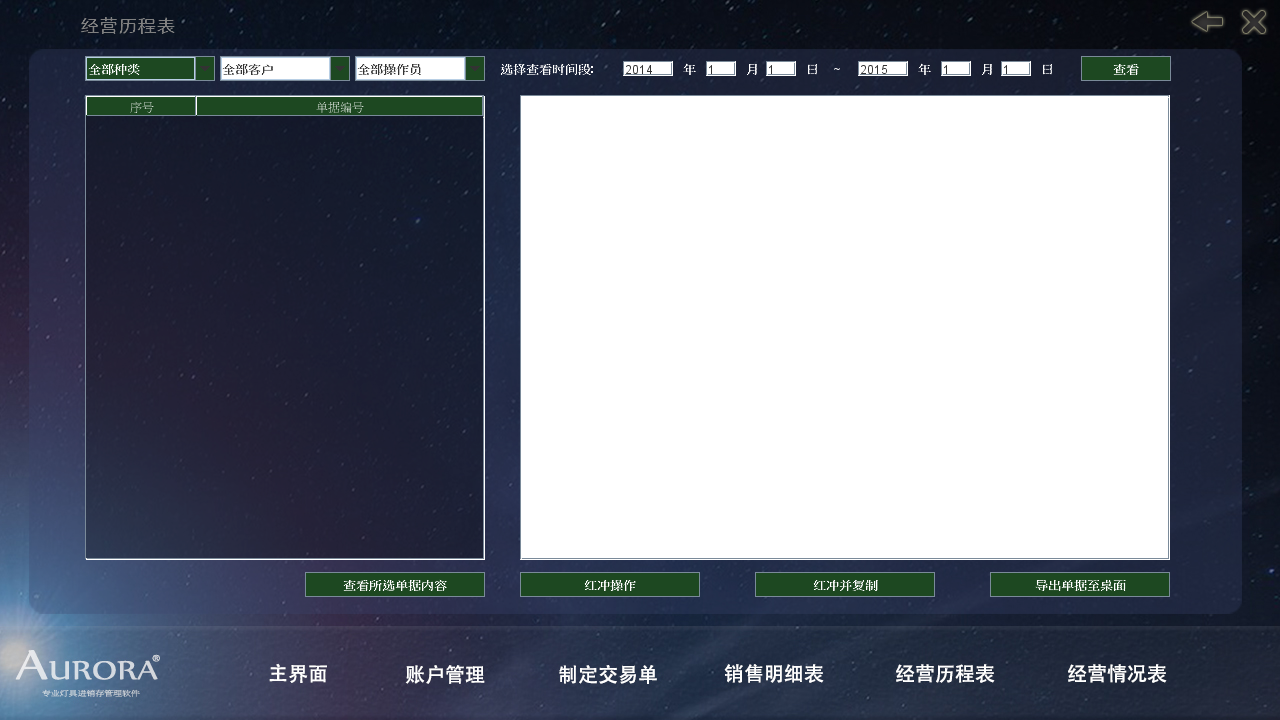 经营历程表
全部种类 全部客户 全部操作员 选择查看时间段: 2014 年 1 月 1 日 ~ 2015 年 1 月 1 日 查看
序号 单据编号
查看所选单据内容 红冲操作 红冲并复制 导出单据至桌面
AURORA®
专业灯具进销存管理软件
主界面 账户管理 制定交易单 销售明细表 经营历程表 经营情况表